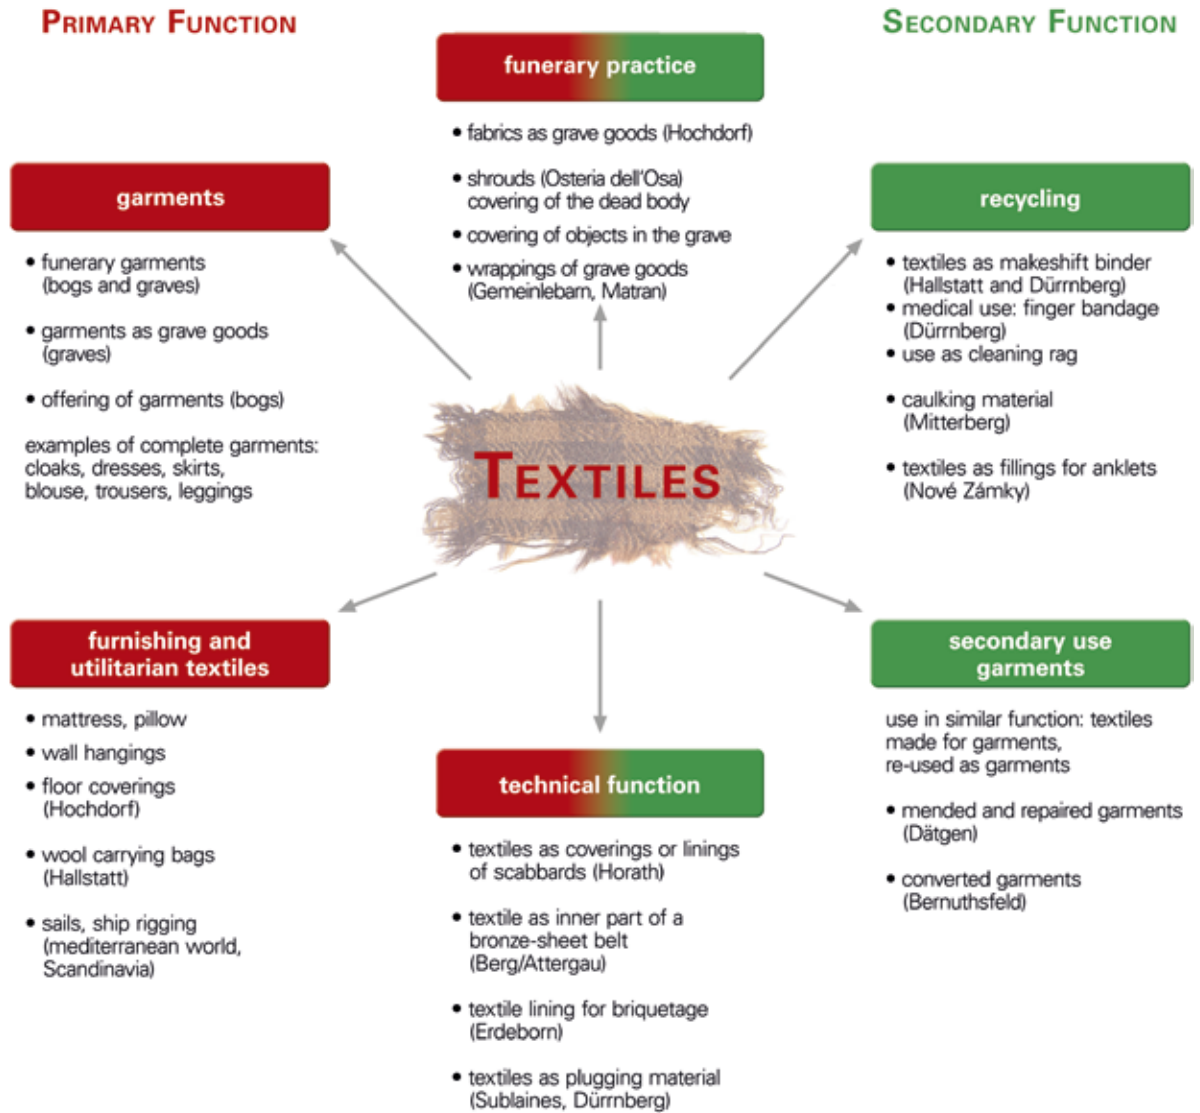 PRIMARY FUNCTION
SECONDARY FUNCTION
funerary practice
• fabrics as grave goods (Hochdorf)
• shrouds (Osteria dell'Osa)
covering of the dead body
• covering of objects in the grave
• wrappings of grave goods
(Gemeinlebarn, Matran)
garments
• funerary garments
(bogs and graves)
• garments as grave goods
(graves)
• offering of garments (bogs)
examples of complete garments:
cloaks, dresses, skirts,
blouse, trousers, leggings
recycling
• textiles as makeshift binder
(Hallstatt and Dürrnberg)
• medical use: finger bandage
(Dürrnberg)
• use as cleaning rag
• caulking material
(Mitterberg)
• textiles as fillings for anklets
(Nové Zámky)
TEXTILES
furnishing and
utilitarian textiles
• mattress, pillow
• wall hangings
• floor coverings
(Hochdorf)
• wool carrying bags
(Hallstatt)
• sails, ship rigging
(mediterranean world,
Scandinavia)
technical function
• textiles as coverings or linings
of scabbards (Horath)
• textile as inner part of a
bronze-sheet belt
(Berg/Attergau)
• textile lining for briquetage
(Erdeborn)
• textiles as plugging material
(Sublaines, Dürrnberg)
secondary use
garments
use in similar function: textiles
made for garments,
re-used as garments
• mended and repaired garments
(Dätgen)
• converted garments
(Bernuthsfeld)